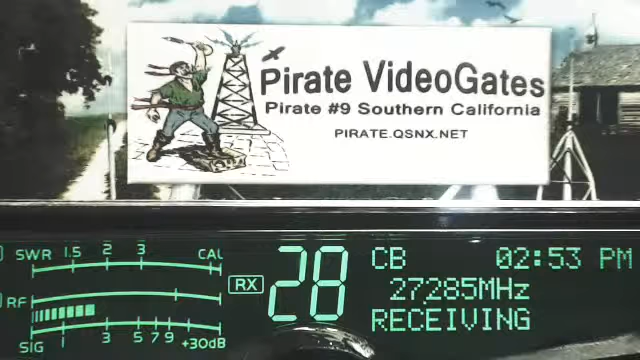 Pirate VideoGates
Pirate #9 Southern California
PIRATE.QSNX.NET
SWR 1.5 2 3 CAL
RF
SIG 1 3 5 7 9 +30dB
RX
28
CB 02:53 PM
27285MHz
RECEIVING